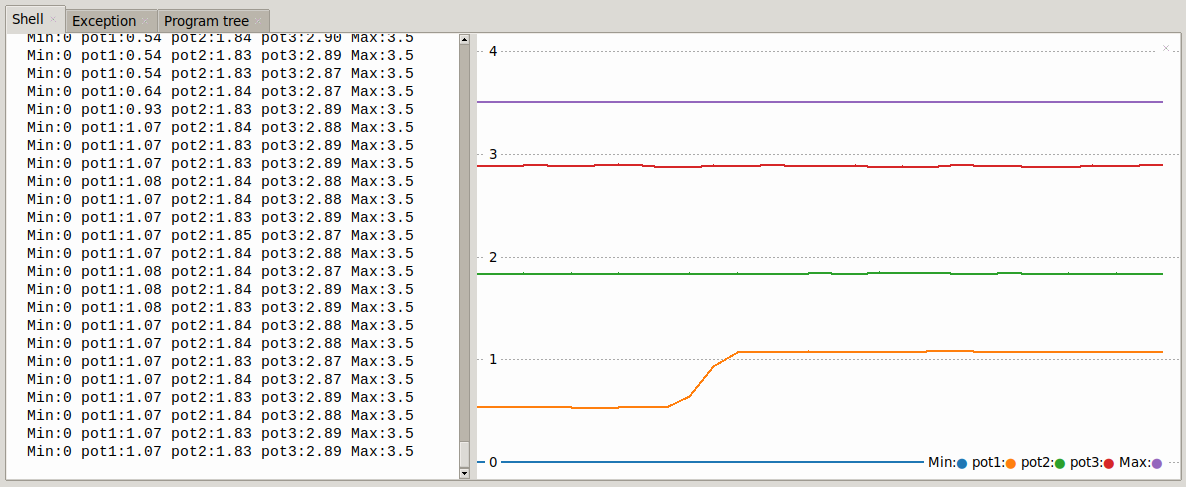 Shell Exception Program tree
Min:0 pot1:0.54 pot2:1.84 pot3:2.90 Max:3.5
Min:0 pot1:0.54 pot2:1.83 pot3:2.89 Max:3.5
Min:0 pot1:0.54 pot2:1.83 pot3:2.87 Max:3.5
Min:0 pot1:0.64 pot2:1.84 pot3:2.87 Max:3.5
Min:0 pot1:0.93 pot2:1.83 pot3:2.89 Max:3.5
Min:0 pot1:1.07 pot2:1.84 pot3:2.88 Max:3.5
Min:0 pot1:1.07 pot2:1.83 pot3:2.89 Max:3.5
Min:0 pot1:1.07 pot2:1.83 pot3:2.89 Max:3.5
Min:0 pot1:1.08 pot2:1.84 pot3:2.88 Max:3.5
Min:0 pot1:1.07 pot2:1.84 pot3:2.88 Max:3.5
Min:0 pot1:1.07 pot2:1.83 pot3:2.89 Max:3.5
Min:0 pot1:1.07 pot2:1.85 pot3:2.87 Max:3.5
Min:0 pot1:1.07 pot2:1.84 pot3:2.88 Max:3.5
Min:0 pot1:1.08 pot2:1.84 pot3:2.87 Max:3.5
Min:0 pot1:1.08 pot2:1.84 pot3:2.89 Max:3.5
Min:0 pot1:1.08 pot2:1.83 pot3:2.89 Max:3.5
Min:0 pot1:1.07 pot2:1.84 pot3:2.88 Max:3.5
Min:0 pot1:1.07 pot2:1.84 pot3:2.88 Max:3.5
Min:0 pot1:1.07 pot2:1.83 pot3:2.87 Max:3.5
Min:0 pot1:1.07 pot2:1.84 pot3:2.87 Max:3.5
Min:0 pot1:1.07 pot2:1.83 pot3:2.89 Max:3.5
Min:0 pot1:1.07 pot2:1.84 pot3:2.88 Max:3.5
Min:0 pot1:1.07 pot2:1.83 pot3:2.89 Max:3.5
Min:0 pot1:1.07 pot2:1.83 pot3:2.89 Max:3.5
4
3
2
1
0
Min: pot1: pot2: pot3: Max: